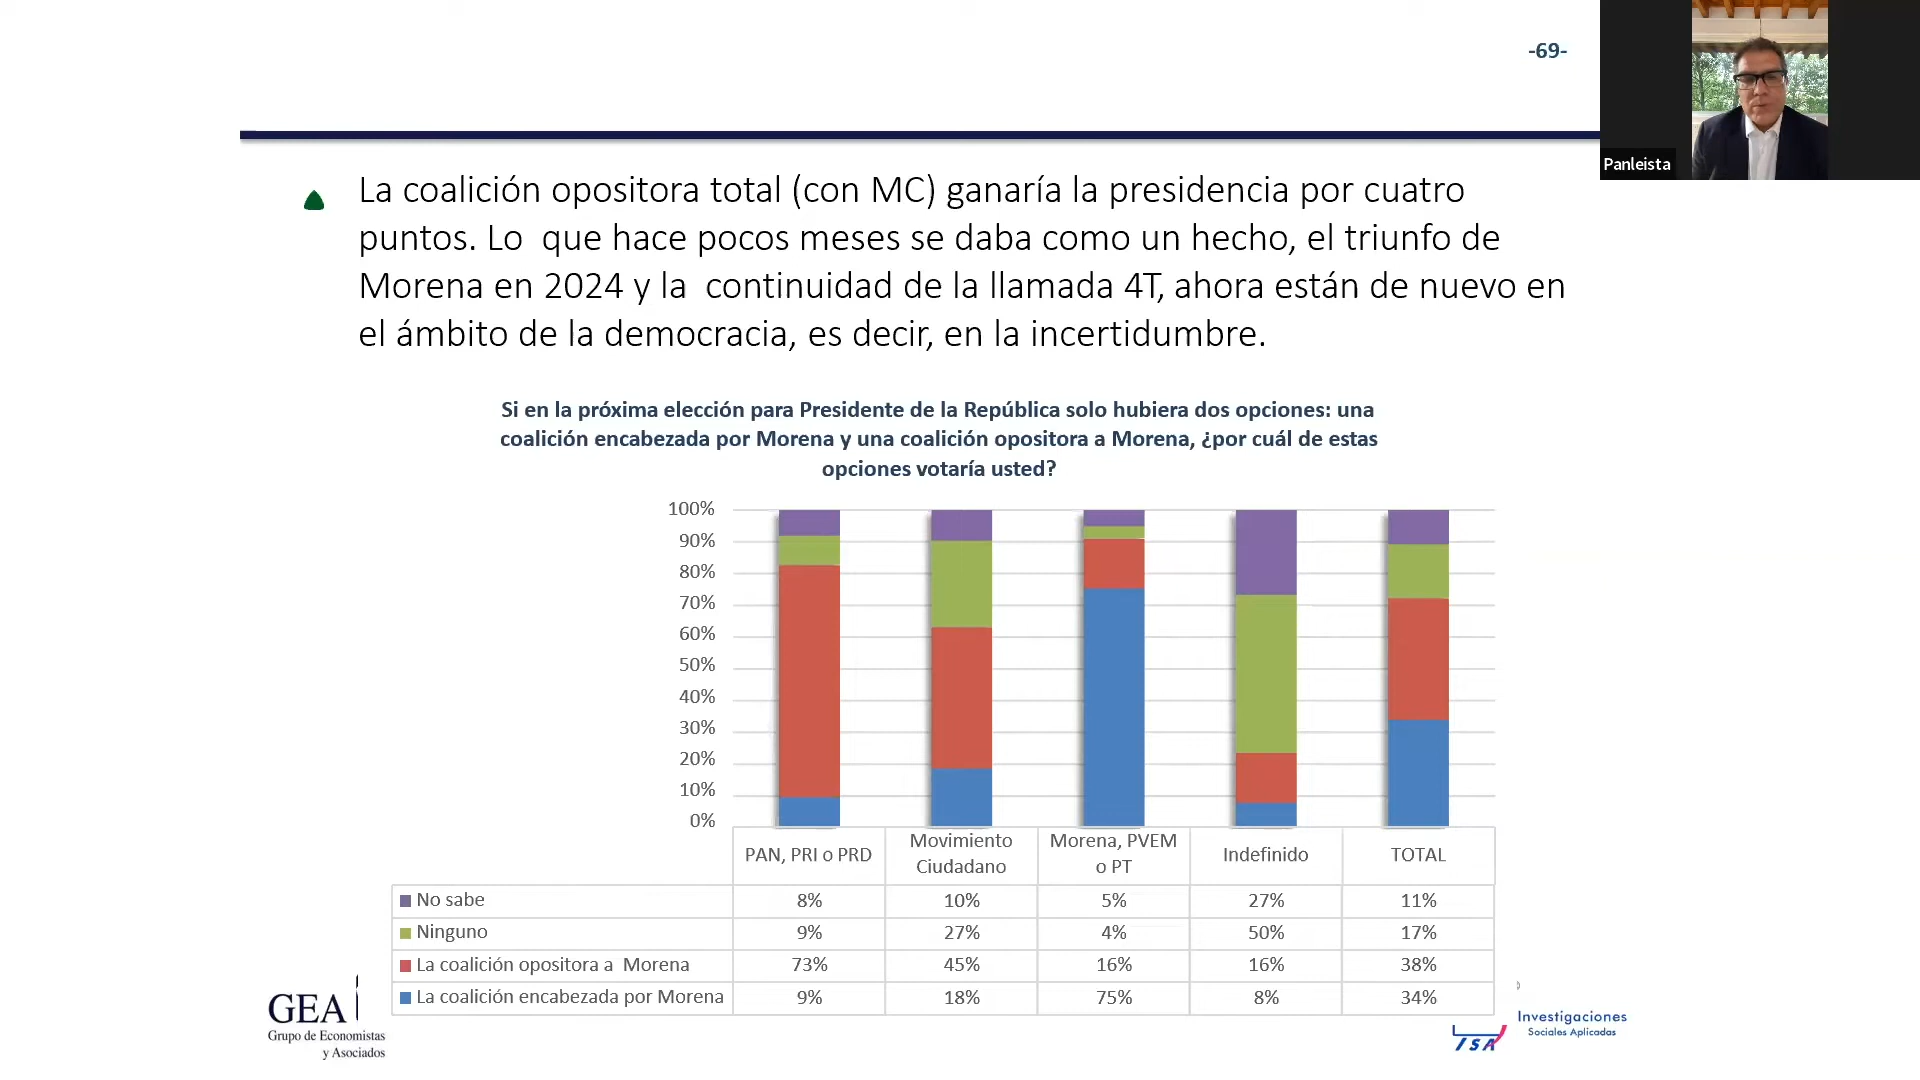 -69-
Panleista
La coalición opositora total (con MC) ganaría la presidencia por cuatro
puntos. Lo  que hace pocos meses se daba como un hecho, el triunfo de
Morena en 2024 y la  continuidad de la llamada 4T, ahora están de nuevo en
el ámbito de la democracia, es decir, en la incertidumbre.
Si en la próxima elección para Presidente de la República solo hubiera dos opciones: una
coalición encabezada por Morena y una coalición opositora a Morena, ¿por cuál de estas
opciones votaría usted?
100%
90%
80%
70%
60%
50%
40%
30%
20%
10%
0%
PAN, PRI o PRD
Movimiento
Ciudadano
Morena, PVEM
o PT
Indefinido
TOTAL
No sabe 8% 10% 5% 27% 11%
Ninguno 9% 27% 4% 50% 17%
La coalición opositora a  Morena 73% 45% 16% 16% 38%
La coalición encabezada por Morena 9% 18% 75% 8% 34%
GEA
Grupo de Economistas
y Asociados
Investigaciones
Sociales Aplicadas
ISA